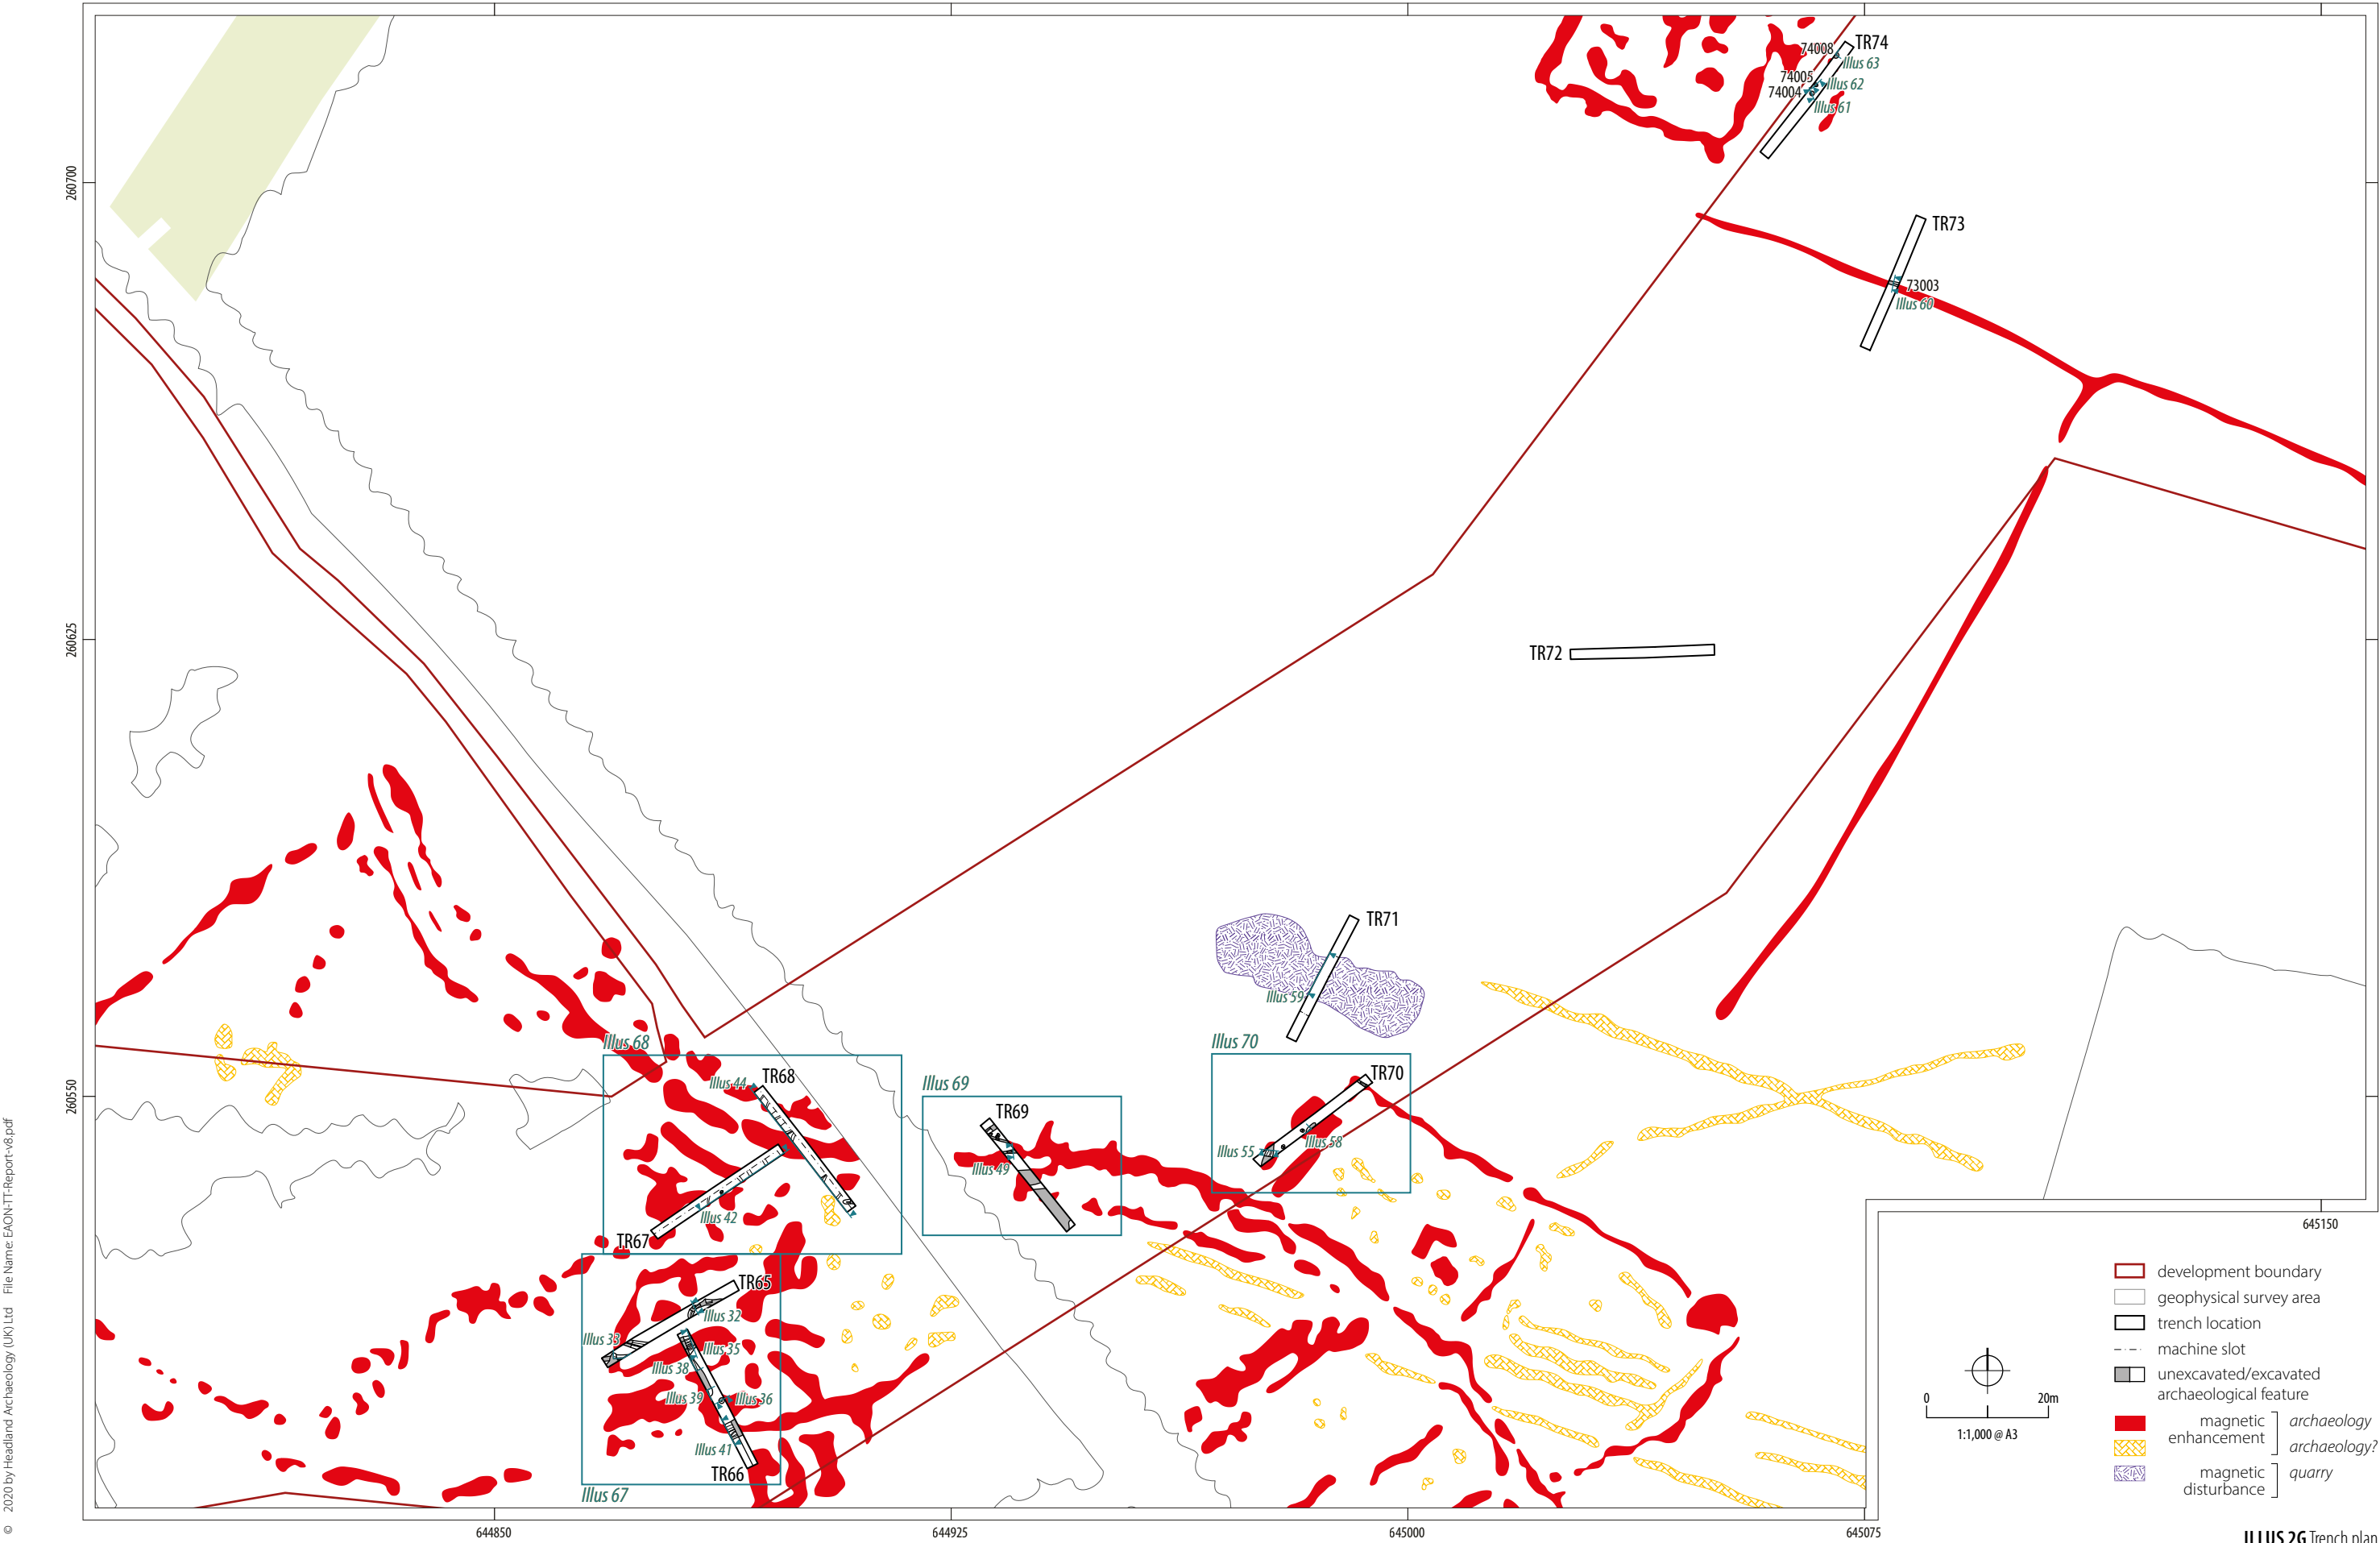 TR74
74008
Illus 63
74005
Illus 62
74004
Illus 61
260700
TR73
73003
Illus 60
260625
TR72
TR71
Illus 59
Illus 70
Illus 68
TR70
Illus 44
TR68
Illus 69
260550
TR69
Illus 58
Illus 55
Illus 49
Illus 42
TR67
645150
TR65
Illus 32
Illus 33
Illus 35
Illus 38
Illus 39
Illus 36
Illus 41
TR66
Illus 67
development boundary
geophysical survey area
trench location
machine slot
unexcavated/excavated
archaeological feature
magnetic
enhancement
archaeology
archaeology?
magnetic
disturbance
quarry
0
20m
1:1,000 @ A3
644850
644925
645000
645075
ILLUS 2G Trench plan
© 2020 by Headland Archaeology (UK) Ltd File Name: EAON-TT-Report-v8.pdf